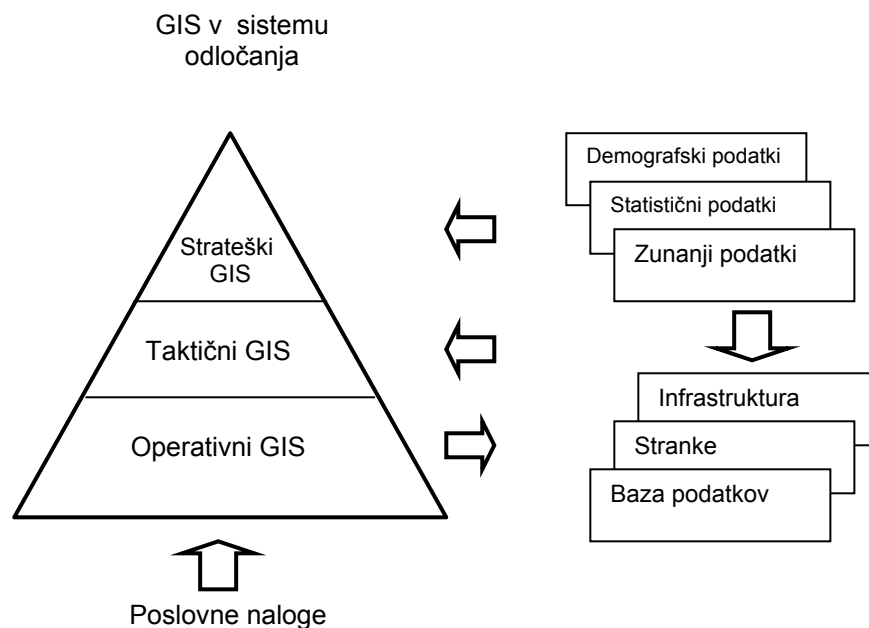 GIS v sistemu
odločanja
Strateški
GIS
Taktični GIS
Operativni GIS
Poslovne naloge
Demografski podatki
Statistični podatki
Zunanji podatki
Infrastruktura
Stranke
Baza podatkov